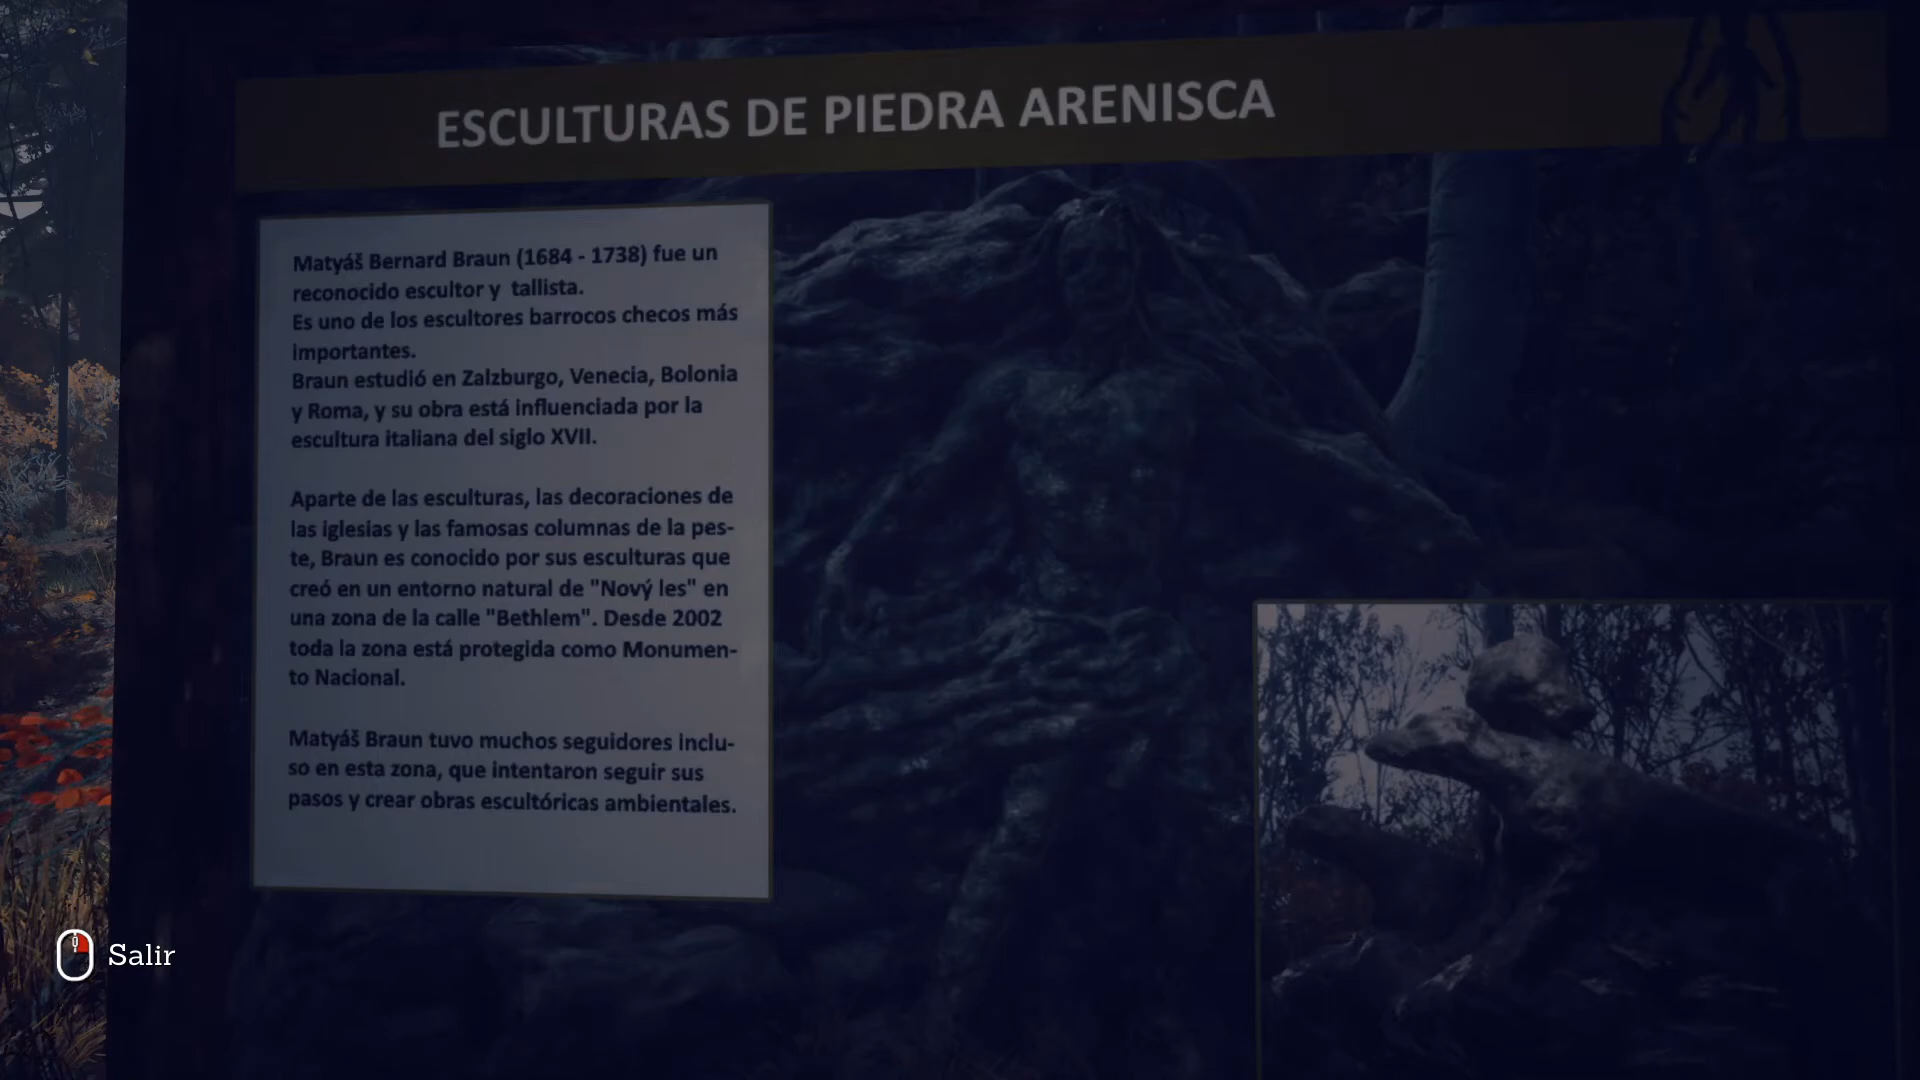 ESCULTURAS DE PIEDRA ARENISCA
Matyáš Bernard Braun (1684 - 1738) fue un
reconocido escultor y tallista.
Es uno de los escultores barrocos checos más
importantes.
Braun estudió en Zalzburgo, Venecia, Bolonia
y Roma, y su obra está influenciada por la
escultura italiana del siglo XVII.
Aparte de las esculturas, las decoraciones de
las iglesias y las famosas columnas de la pes-
te, Braun es conocido por sus esculturas que
creó en un entorno natural de "Nový les" en
una zona de la calle "Bethlem". Desde 2002
toda la zona está protegida como Monumen-
to Nacional.
Matyáš Braun tuvo muchos seguidores inclu-
so en esta zona, que intentaron seguir sus
pasos y crear obras escultóricas ambientales.
Salir